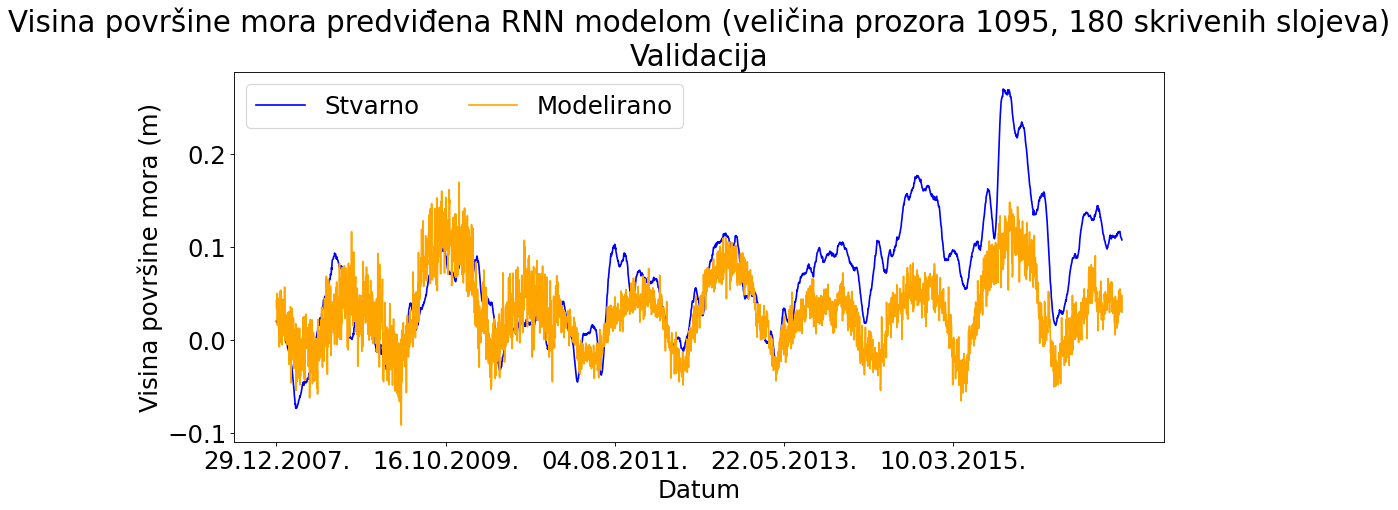 Visina površine mora predviđena RNN modelom (veličina prozora 1095, 180 skrivenih slojeva)
Validacija
Stvarno Modelirano
Visina površine mora (m)
0.2
0.1
0.0
−0.1
29.12.2007. 16.10.2009. 04.08.2011. 22.05.2013. 10.03.2015.
Datum